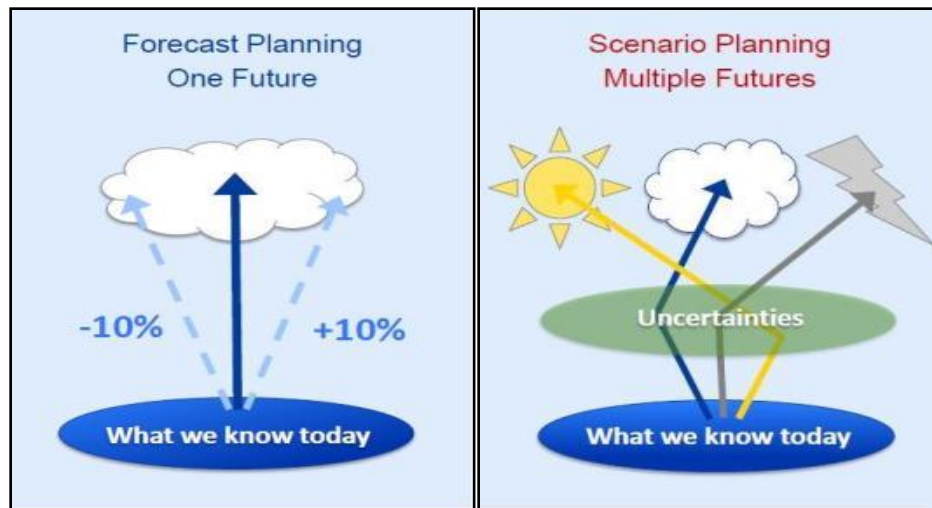 Forecast Planning
One Future
-10%
+10%
What we know today
Scenario Planning
Multiple Futures
Uncertainties
What we know today